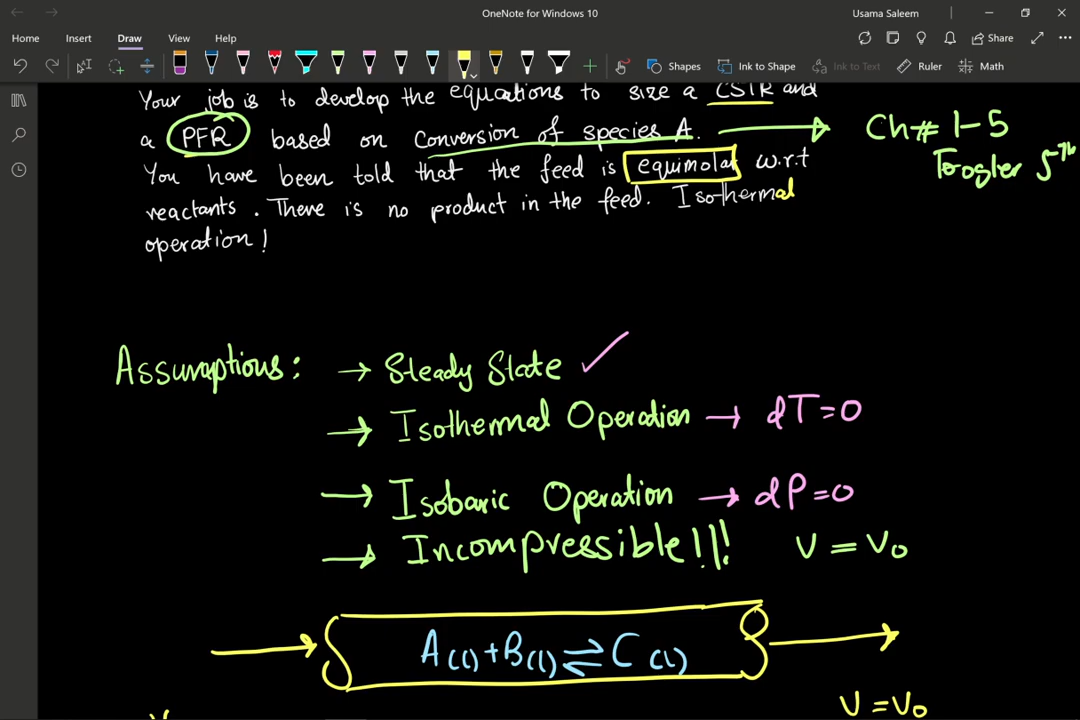 OneNote for Windows 10
Usama Saleem
Home Insert Draw View Help
Share
Shapes
Ink to Shape
Ink to Text
Ruler
Math
Your job is to develop the equations to size a CSTR and
a PFR based on Conversion of species A. Ch# 1-5
You have been told that the feed is equimolar w.r.t
Foogler 5th
reactants. There is no product in the feed. Isothermal
operation!
Assumptions: → Steady State ✓
→ Isothermal Operation → dT=0
→ Isobaric Operation → dP=0
→ Incompressible!!! V = V₀
A(l) + B(l) ⇌ C(l)
V = V₀